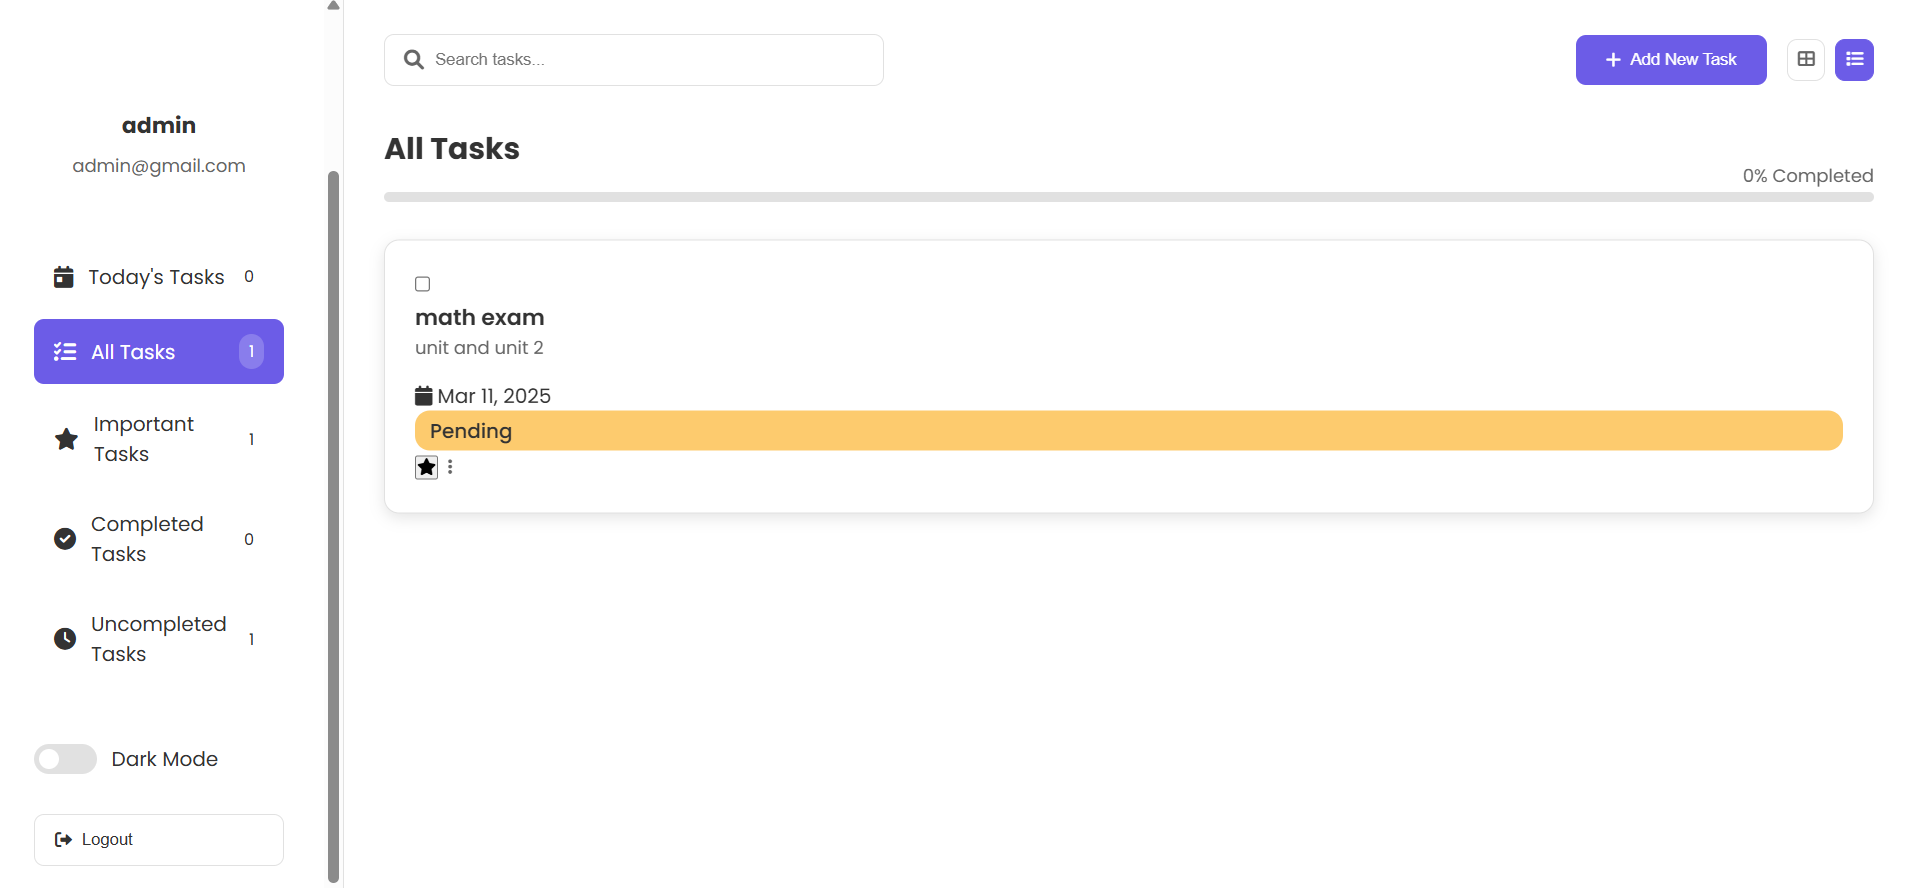 admin
admin@gmail.com
Today's Tasks 0
All Tasks 1
Important
Tasks
1
Completed
Tasks
0
Uncompleted
Tasks
1
Dark Mode
Logout
Search tasks...
Add New Task
All Tasks
0% Completed
math exam
unit and unit 2
Mar 11, 2025
Pending